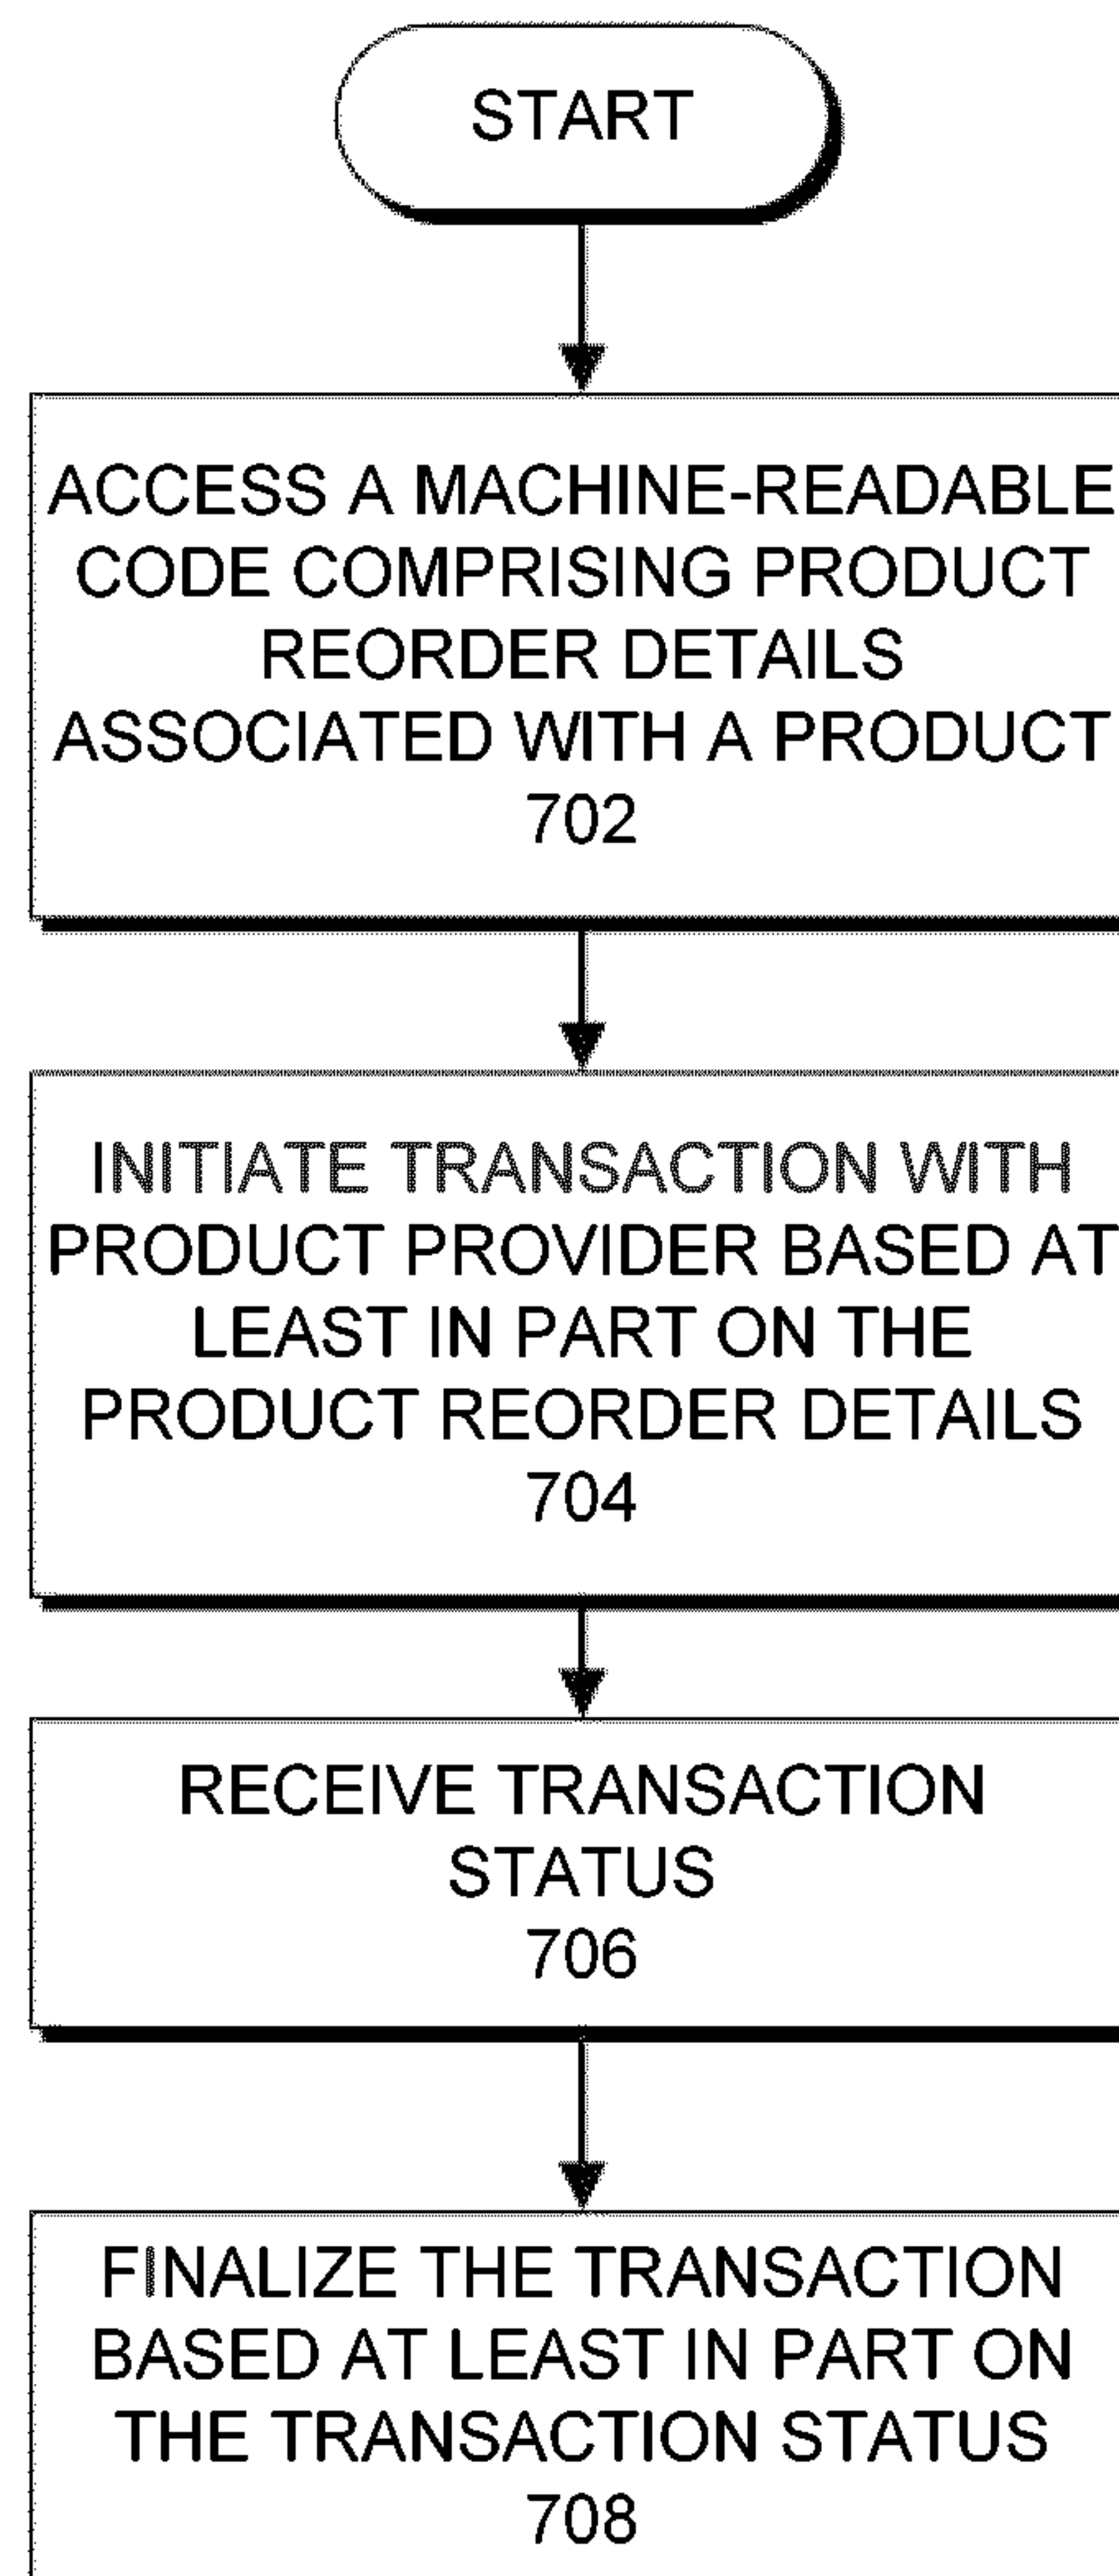 START
ACCESS A MACHINE-READABLE
CODE COMPRISING PRODUCT
REORDER DETAILS
ASSOCIATED WITH A PRODUCT
702
INITIATE TRANSACTION WITH
PRODUCT PROVIDER BASED AT
LEAST IN PART ON THE
PRODUCT REORDER DETAILS
704
RECEIVE TRANSACTION
STATUS
706
FINALIZE THE TRANSACTION
BASED AT LEAST IN PART ON
THE TRANSACTION STATUS
708